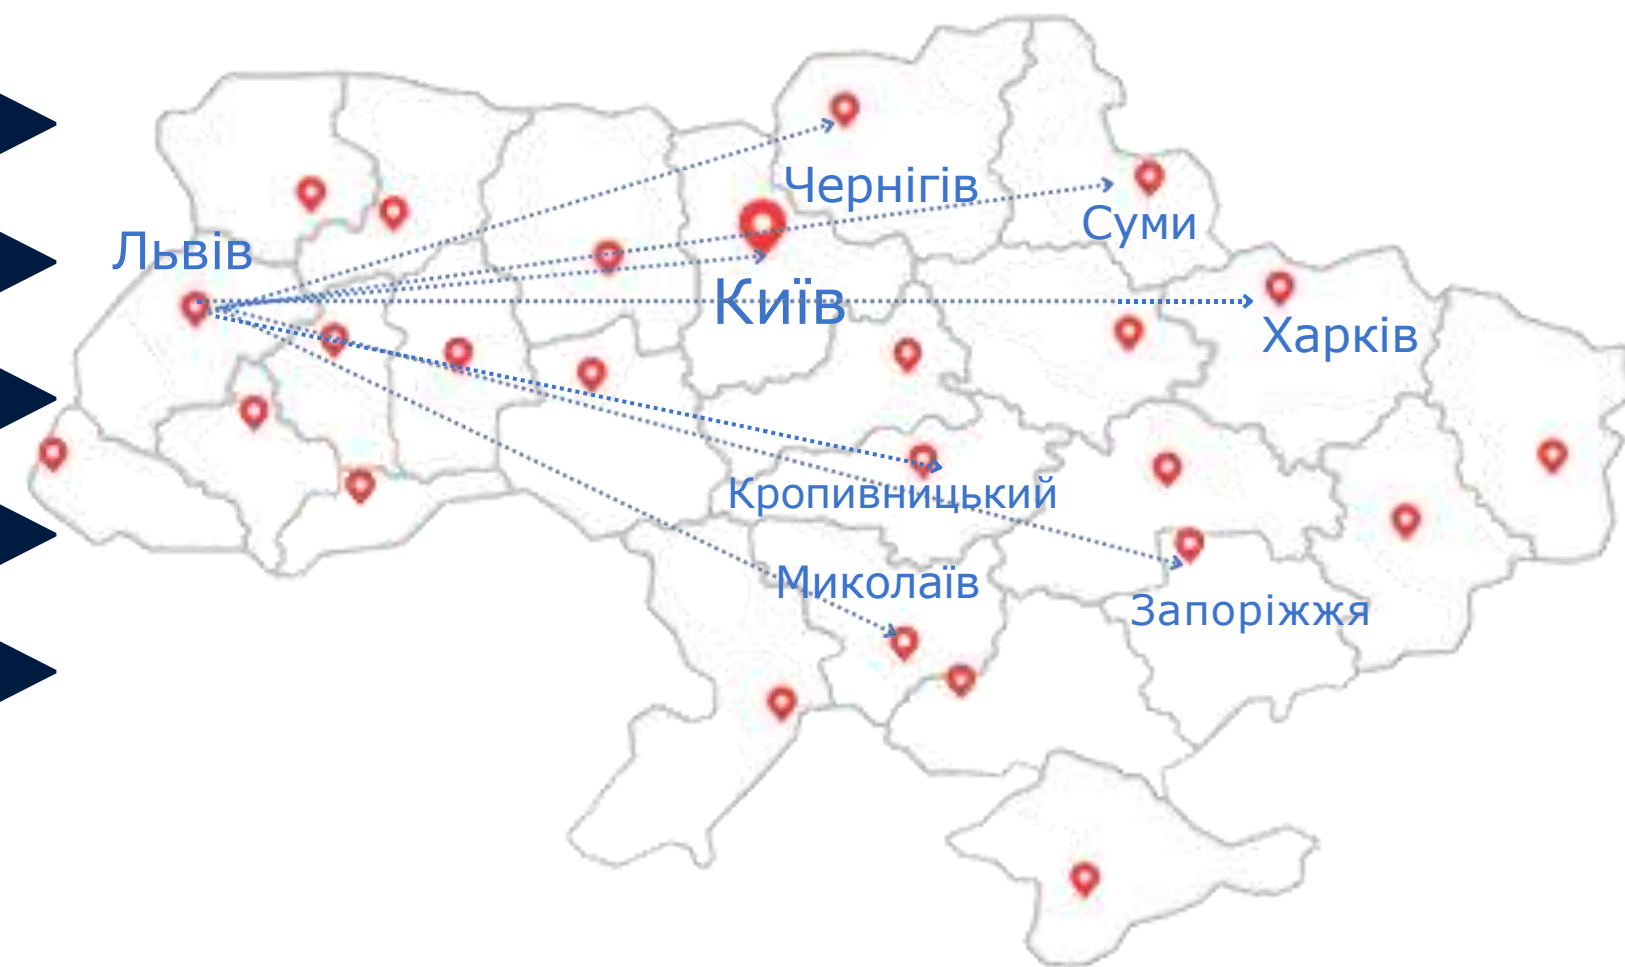 Чернігів
Суми
Львів
Київ
Харків
Кропивницький
Миколаїв
Запоріжжя